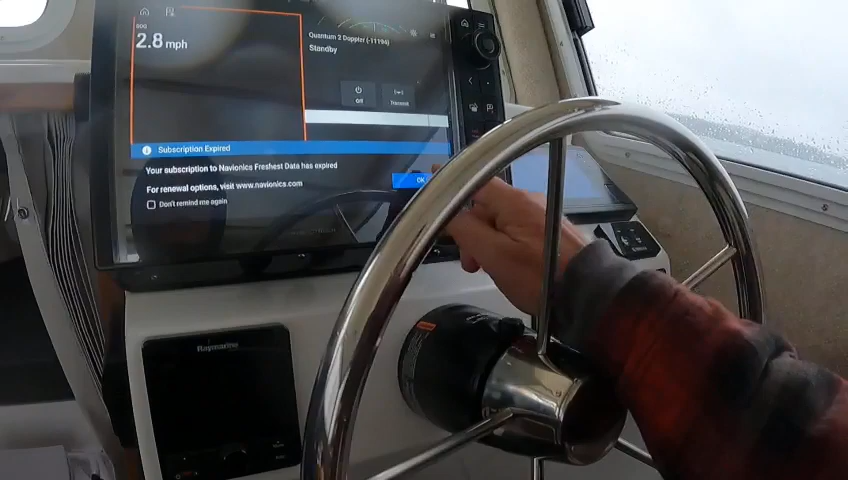 SOG
2.8 mph
Quantum 2 Doppler (-11194)
Standby
Off
Transmit
Subscription Expired
Your subscription to Navionics Freshest Data has expired
For renewal options, visit www.navionics.com
OK
Don't remind me again
Raymarine